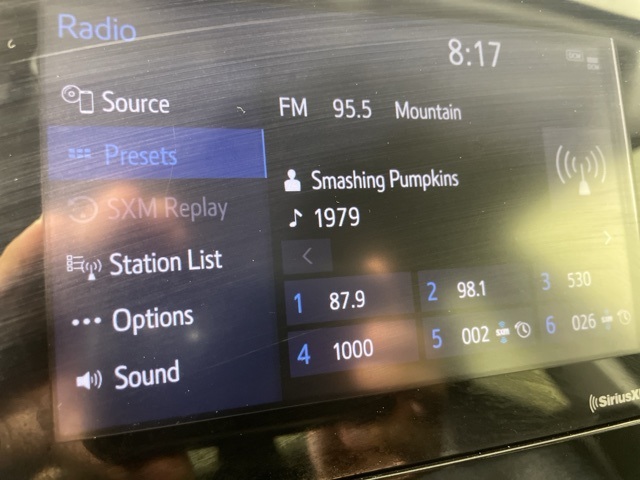 Radio
8:17
Source
FM 95.5 Mountain
Presets
Smashing Pumpkins
SXM Replay
1979
Station List
1 87.9
2 98.1
3 530
Options
4 1000
5 002
6 026
Sound
SiriusX